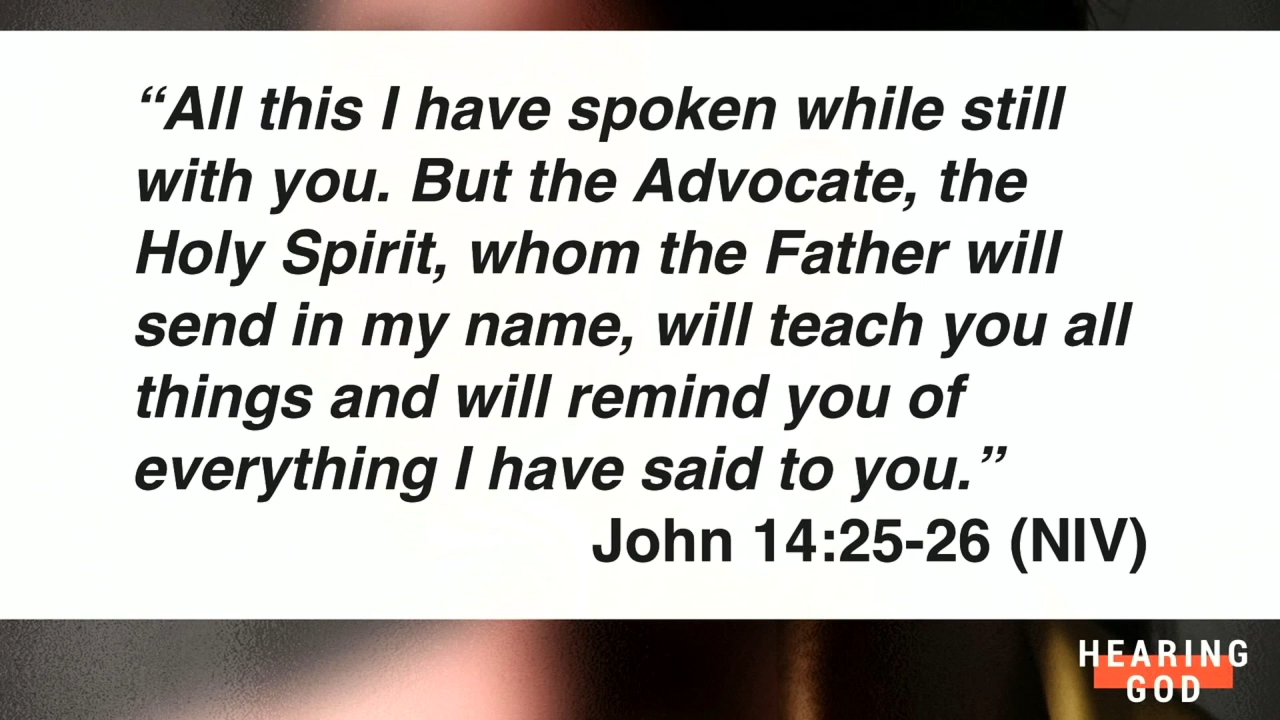 “All this I have spoken while still
with you. But the Advocate, the
Holy Spirit, whom the Father will
send in my name, will teach you all
things and will remind you of
everything I have said to you.”
John 14:25-26 (NIV)
HEARING
GOD